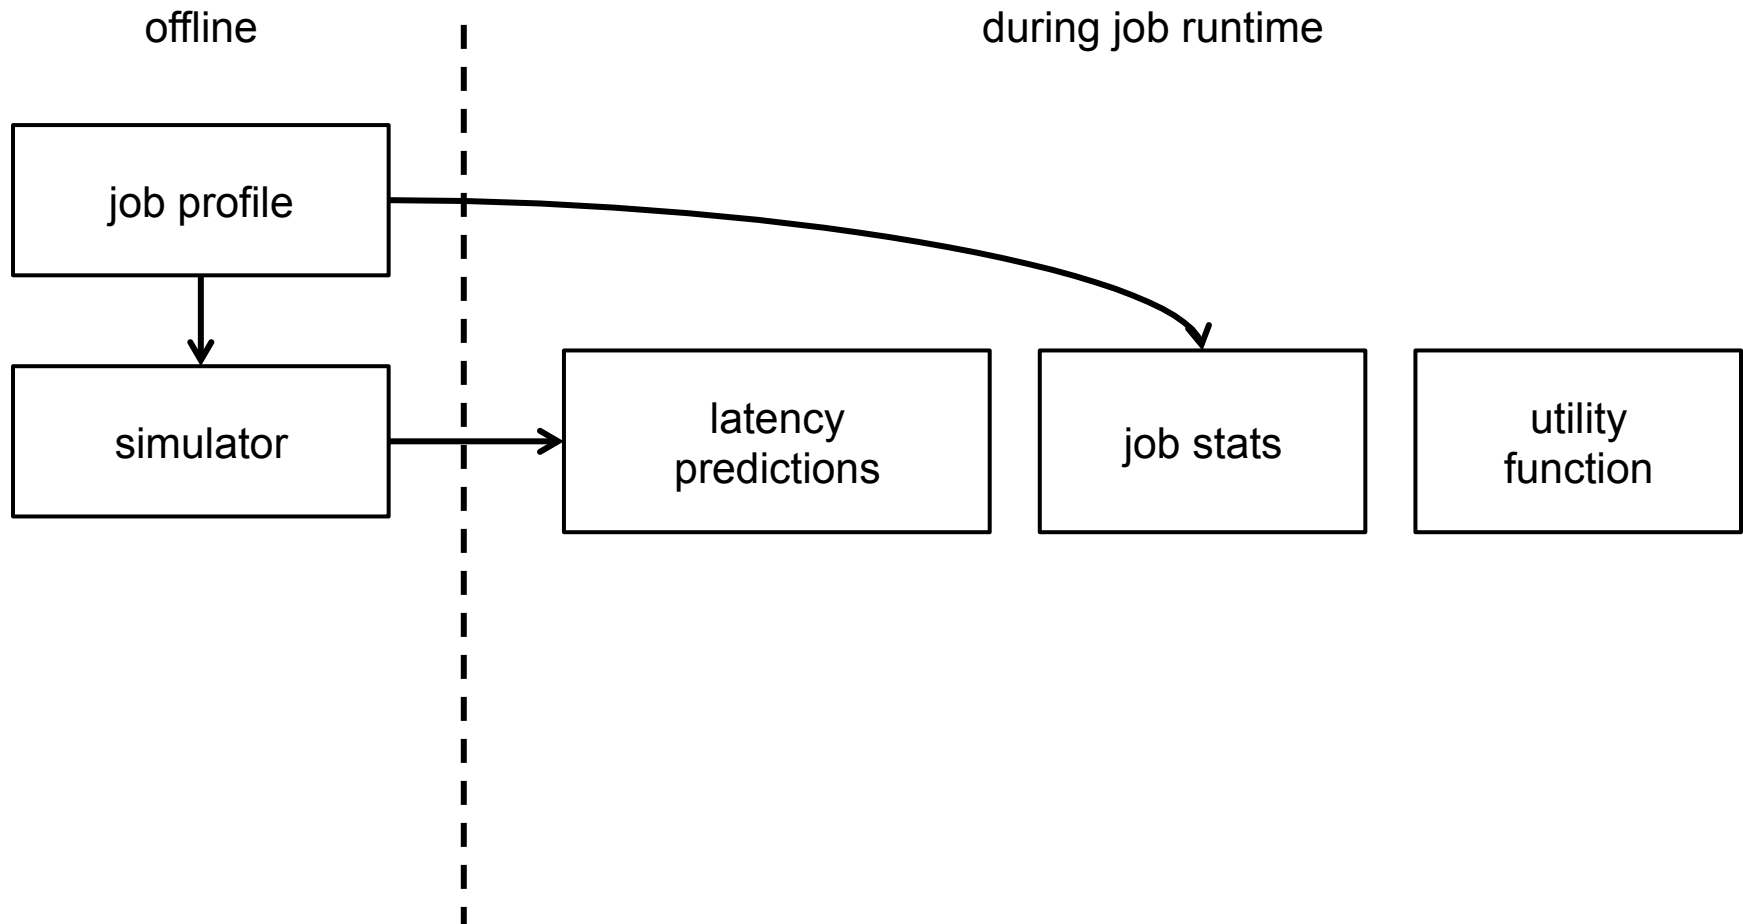 offline
during job runtime
job profile
simulator
latency
predictions
job stats
utility
function